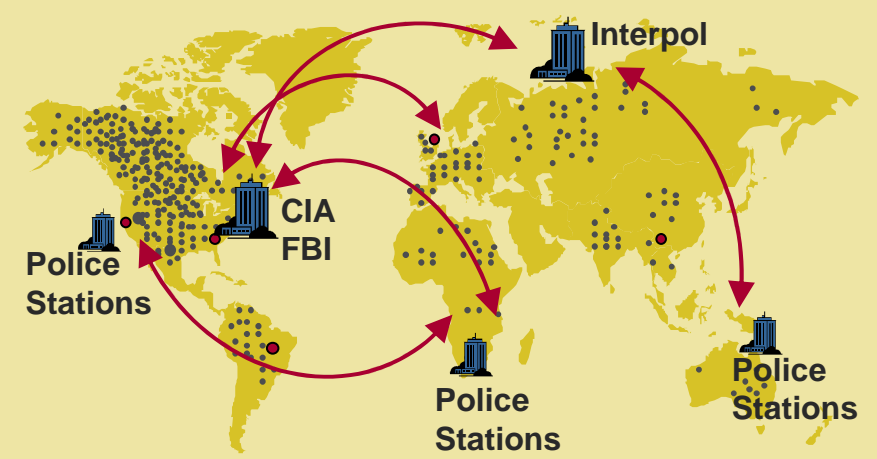 Interpol
CIA
FBI
Police
Stations
Police
Stations
Police
Stations